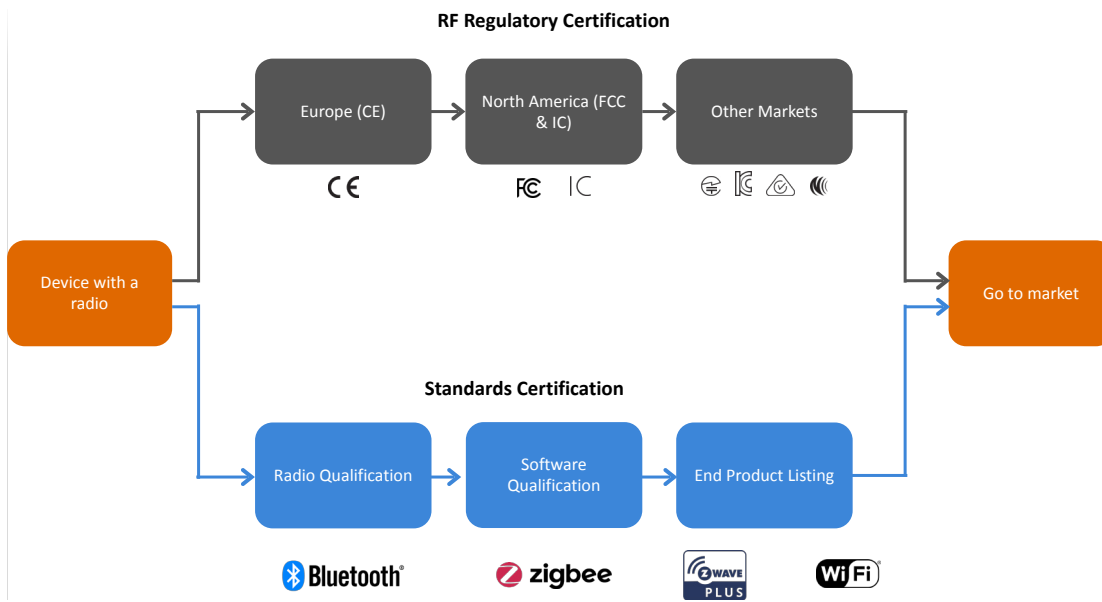 RF Regulatory Certification
Europe (CE)
North America (FCC
& IC)
Other Markets
CE
FC
IC
Device with a
radio
Go to market
Standards Certification
Radio Qualification
Software
Qualification
End Product Listing
Bluetooth®
zigbee
Z WAVE
PLUS
WiFi